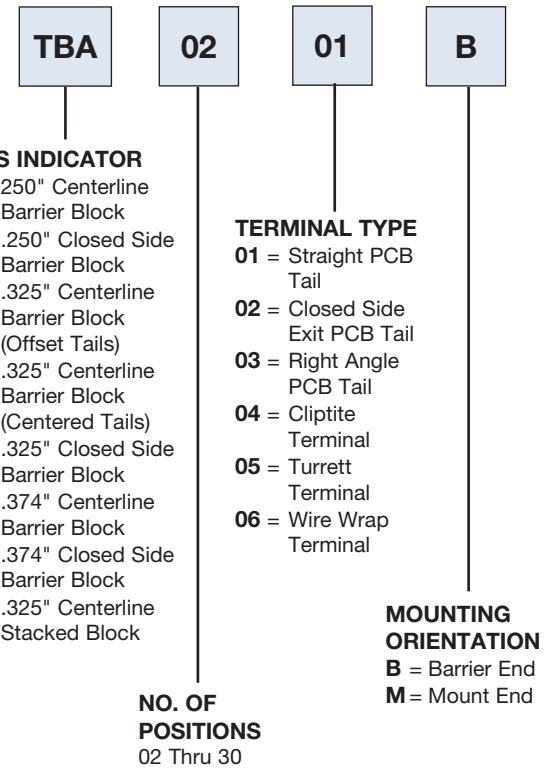 TBA 02 01 B
S INDICATOR
250" Centerline
Barrier Block
.250" Closed Side
Barrier Block
.325" Centerline
Barrier Block
(Offset Tails)
.325" Centerline
Barrier Block
(Centered Tails)
.325" Closed Side
Barrier Block
.374" Centerline
Barrier Block
.374" Closed Side
Barrier Block
.325" Centerline
Stacked Block
NO. OF
POSITIONS
02 Thru 30
TERMINAL TYPE
01 = Straight PCB
Tail
02 = Closed Side
Exit PCB Tail
03 = Right Angle
PCB Tail
04 = Cliptite
Terminal
05 = Turrett
Terminal
06 = Wire Wrap
Terminal
MOUNTING
ORIENTATION
B = Barrier End
M = Mount End